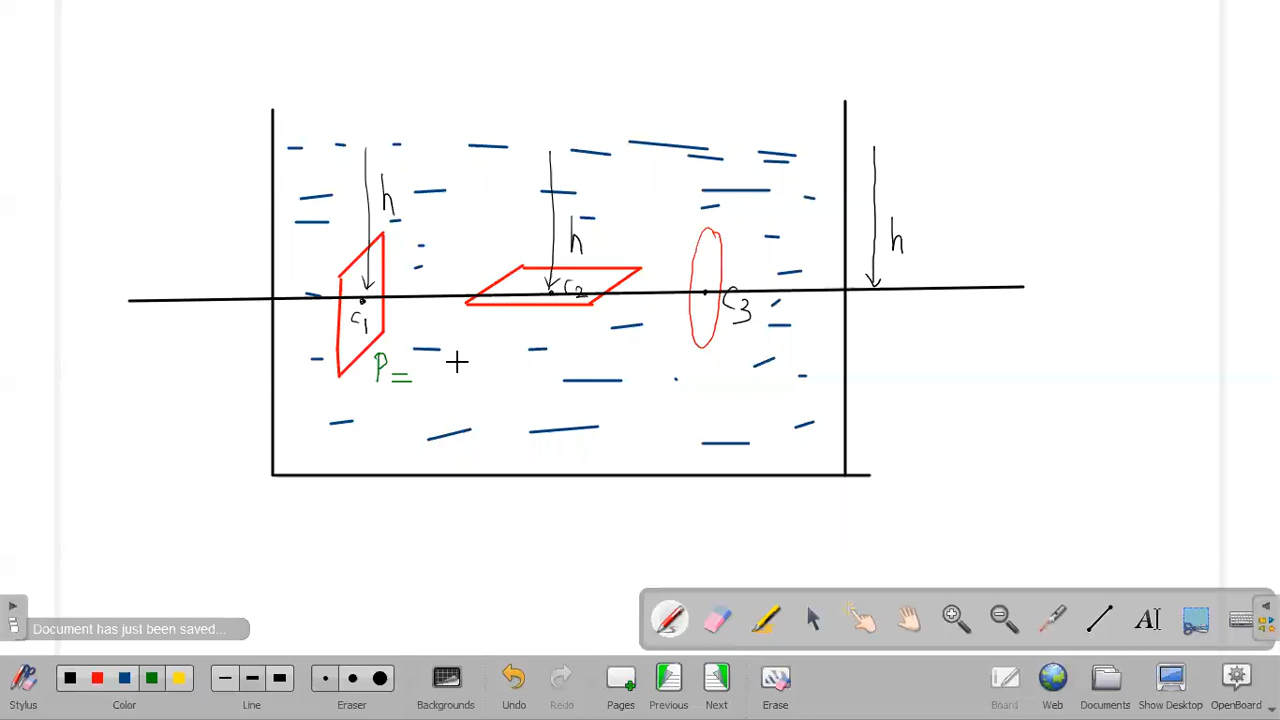 h
h
h
C1
C2
C3
P=
Document has just been saved...
Stylus
Color
Line
Eraser
Backgrounds
Undo
Redo
Pages
Previous
Next
Erase
Board
Web
Documents
Show Desktop
OpenBoard